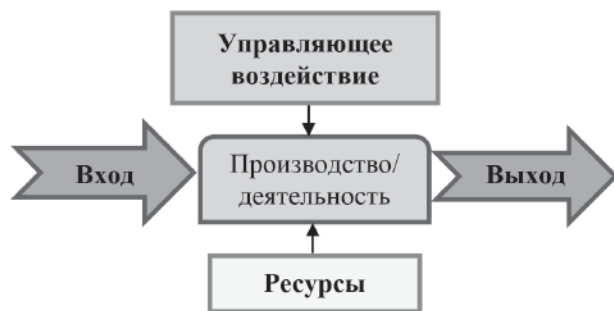 Управляющее
воздействие
Вход
Производство/
деятельность
Выход
Ресурсы